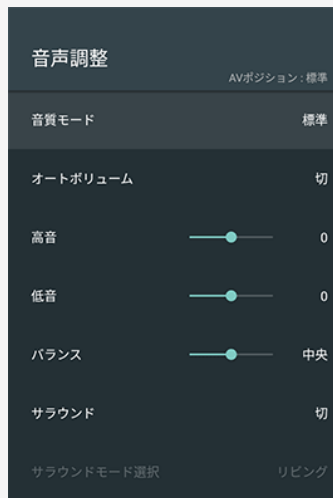 音声調整
AVポジション : 標準
音質モード 標準
オートボリューム 切
高音 0
低音 0
バランス 中央
サラウンド 切
サラウンドモード選択 リビング